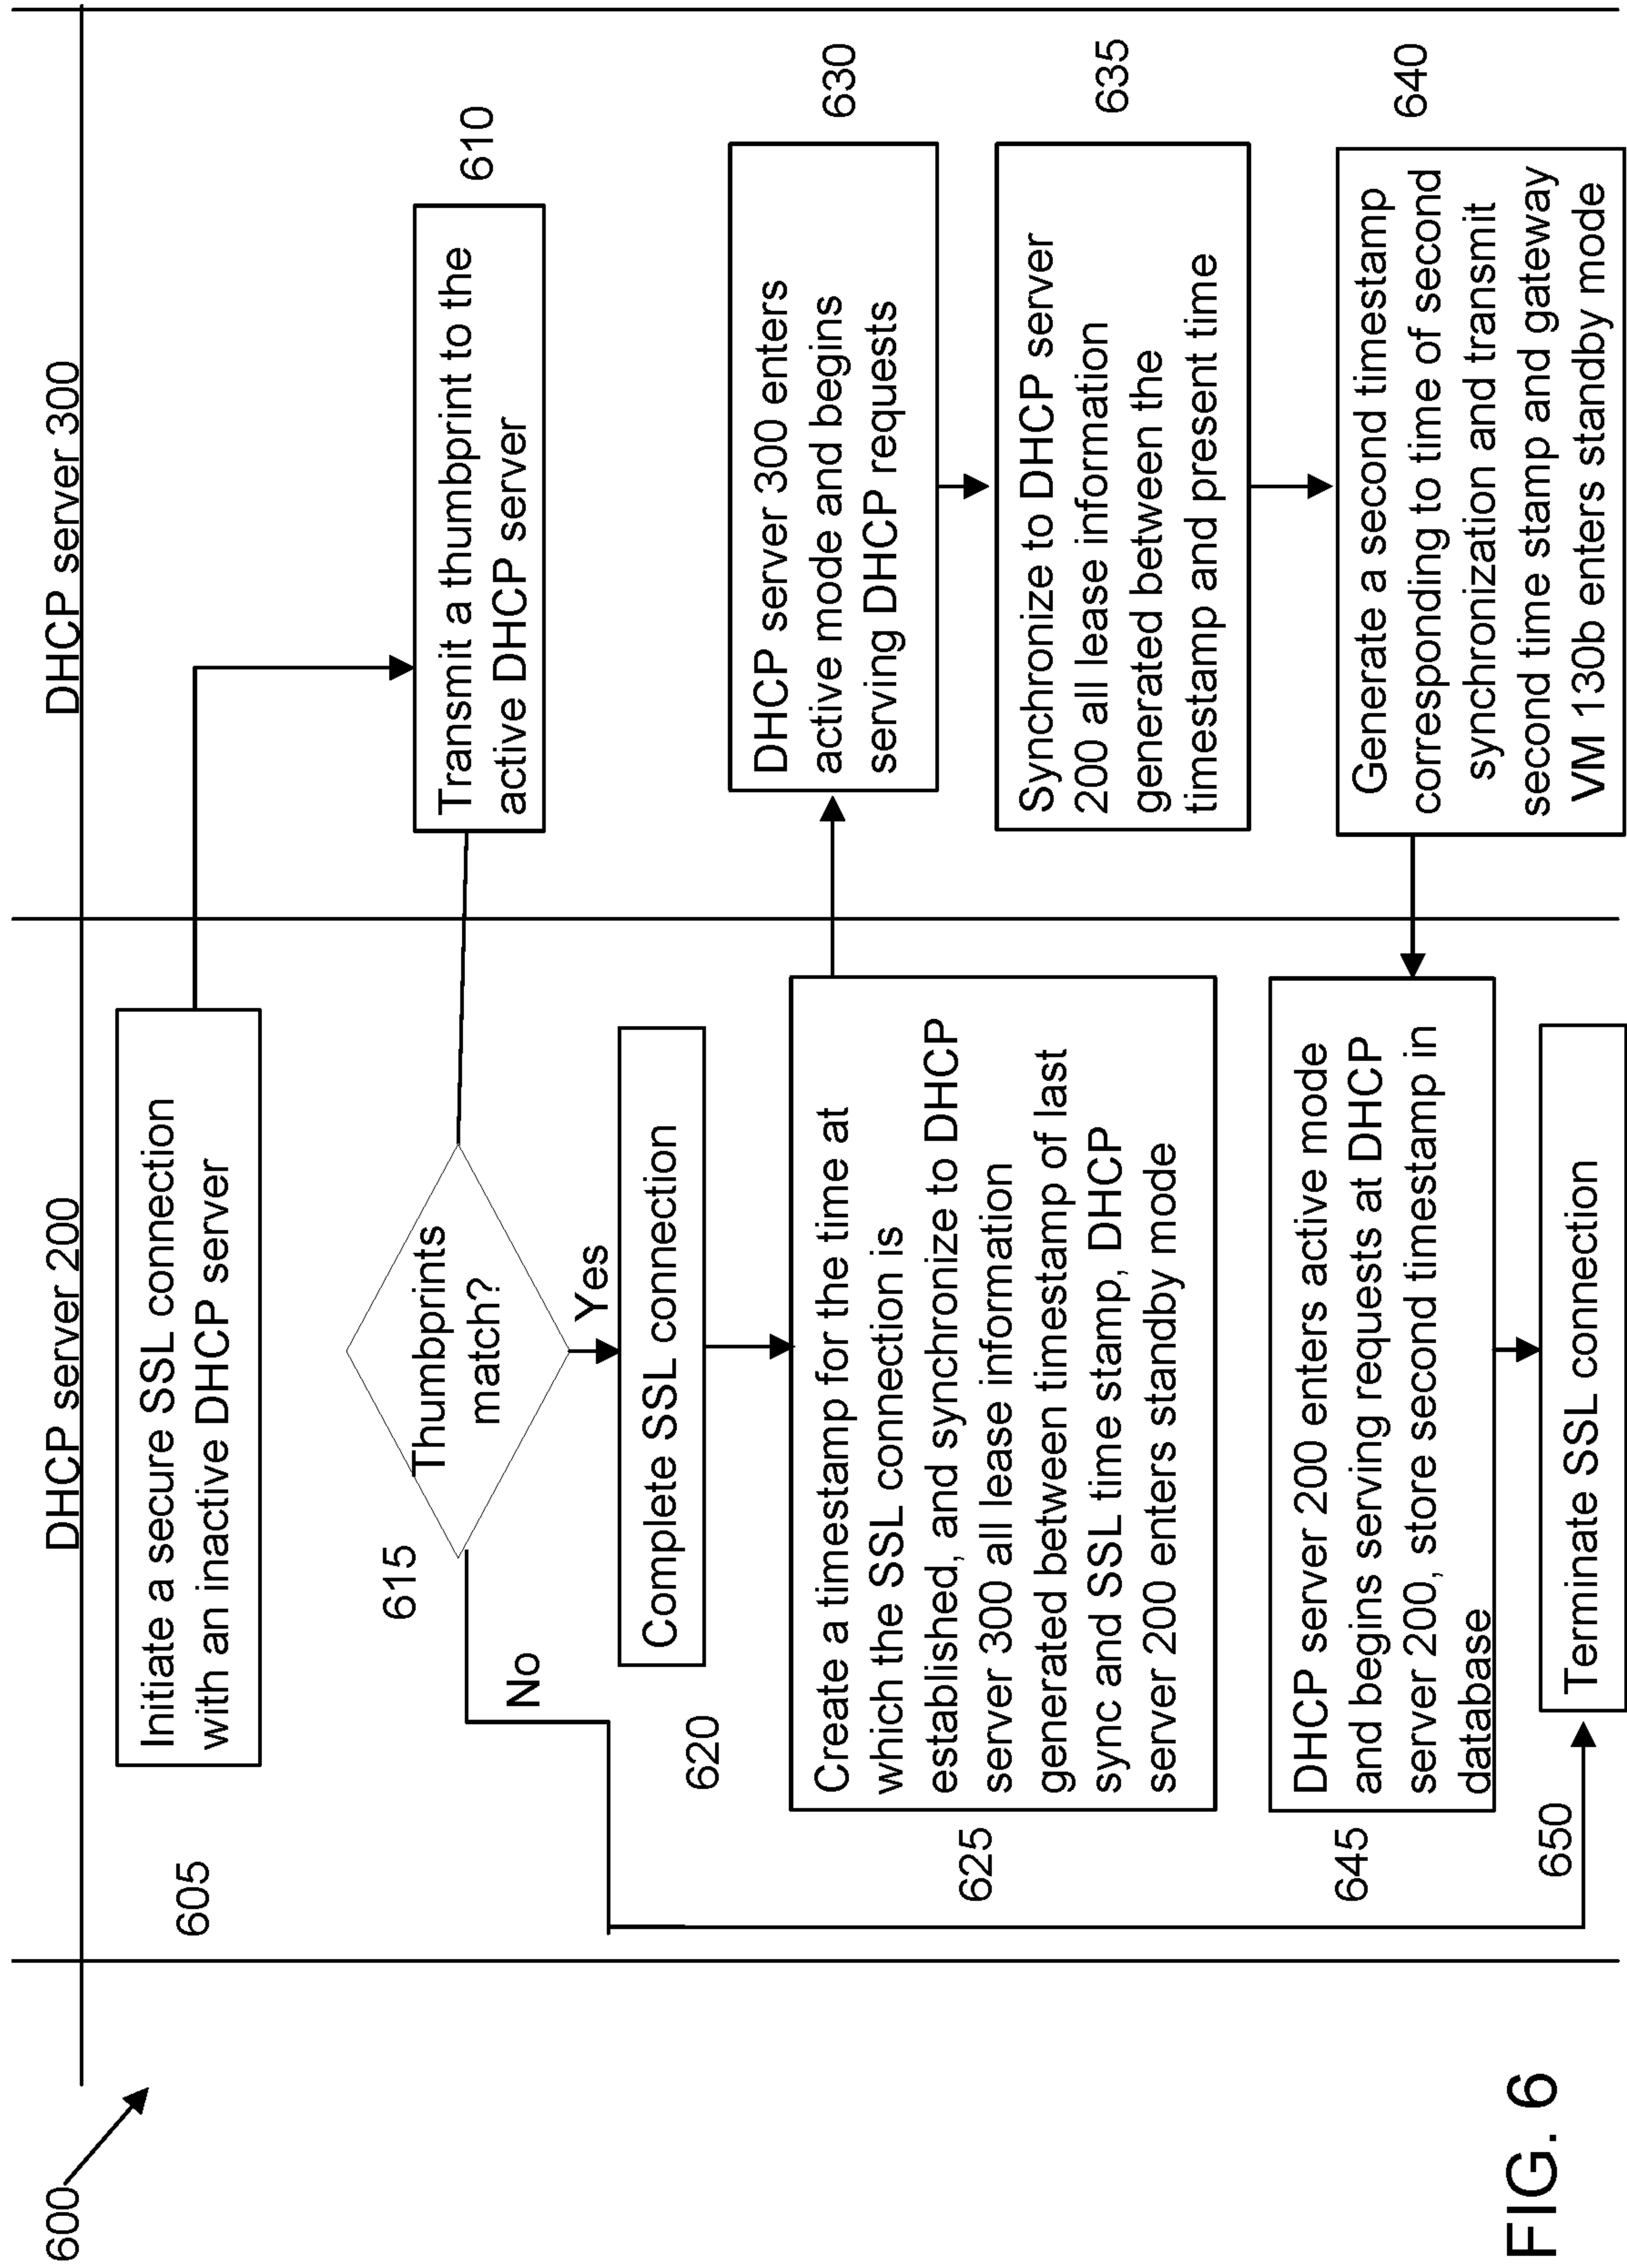 600
DHCP server 200
DHCP server 300
605
Initiate a secure SSL connection
with an inactive DHCP server
Transmit a thumbprint to the
active DHCP server
610
615
Thumbprints
match?
No
Yes
620
Complete SSL connection
625
Create a timestamp for the time at
which the SSL connection is
established, and synchronize to DHCP
server 300 all lease information
generated between timestamp of last
sync and SSL time stamp, DHCP
server 200 enters standby mode
DHCP server 300 enters
active mode and begins
serving DHCP requests
630
Synchronize to DHCP server
200 all lease information
generated between the
timestamp and present time
635
Generate a second timestamp
corresponding to time of second
synchronization and transmit
second time stamp and gateway
VM 130b enters standby mode
640
645
DHCP server 200 enters active mode
and begins serving requests at DHCP
server 200, store second timestamp in
database
650
Terminate SSL connection
FIG. 6